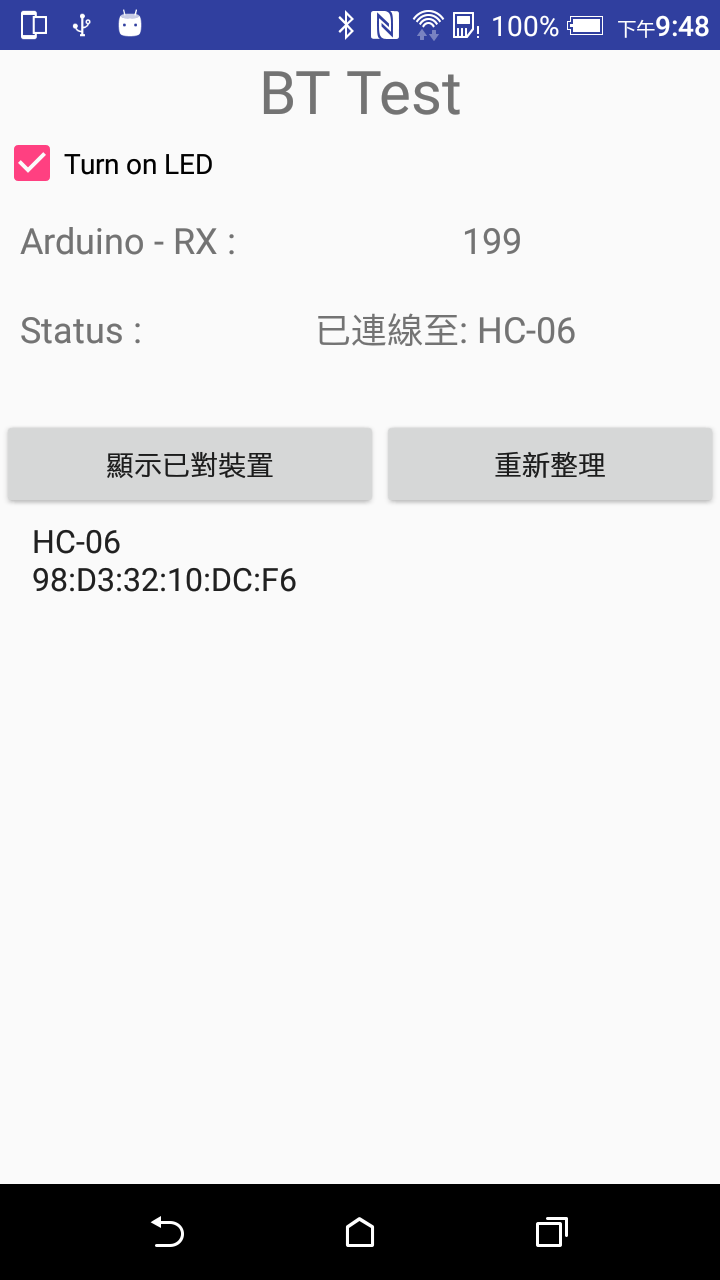 100% 下午9:48
BT Test
Turn on LED
Arduino - RX : 199
Status : 已連線至: HC-06
顯示已對裝置 重新整理
HC-06
98:D3:32:10:DC:F6